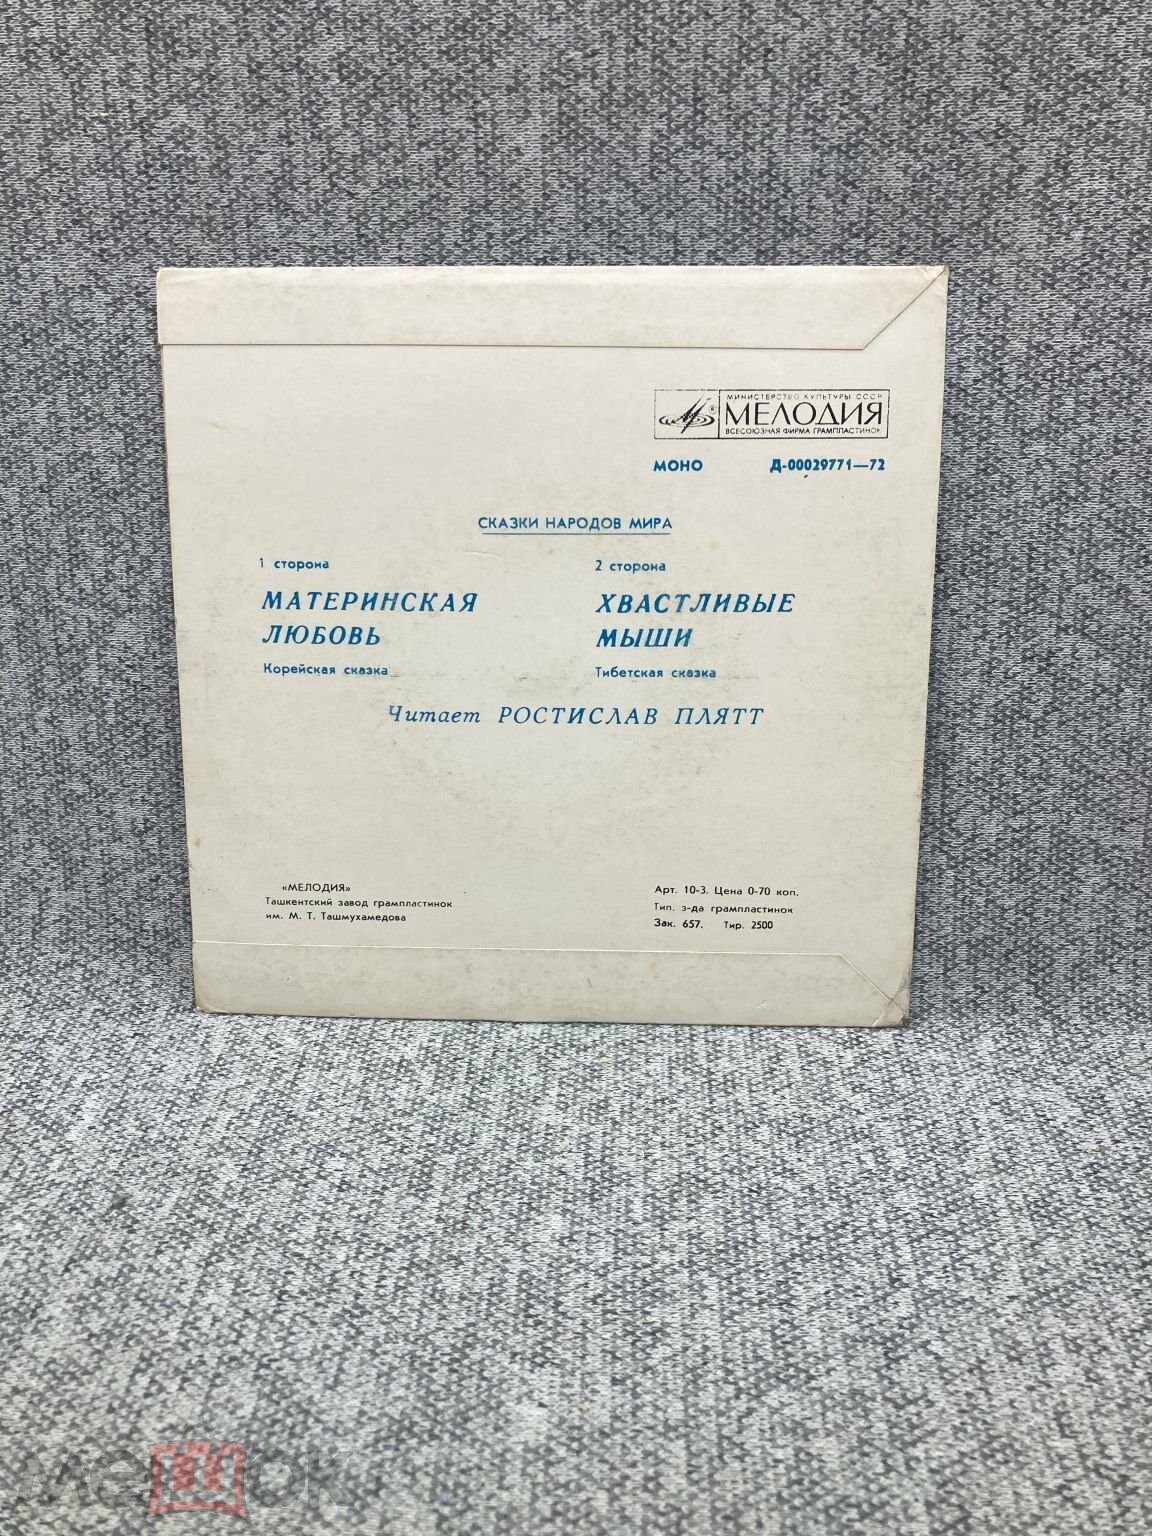 МИНИСТЕРСТВО КУЛЬТУРЫ СССР
МЕЛОДИЯ
ВСЕСОЮЗНАЯ ФИРМА ГРАМПЛАСТИНОК
МОНО Д-00029771—72
СКАЗКИ НАРОДОВ МИРА
1 сторона
МАТЕРИНСКАЯ
ЛЮБОВЬ
Корейская сказка
2 сторона
ХВАСТЛИВЫЕ
МЫШИ
Тибетская сказка
Читает РОСТИСЛАВ ПЛЯТТ
«МЕЛОДИЯ»
Ташкентский завод грампластинок
им. М. Т. Ташмухамедова
Арт. 10-3. Цена 0-70 коп.
Тип. з-да грампластинок
Зак. 657. Тир. 2500
мешок